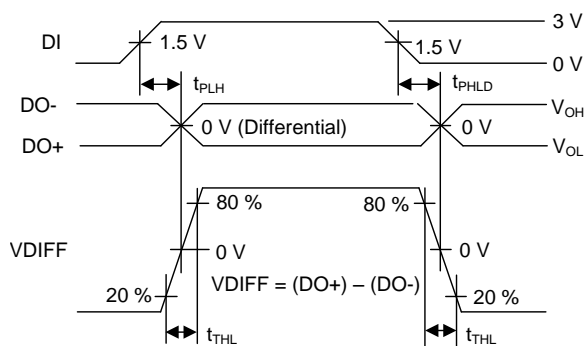 3 V
DI
1.5 V
1.5 V
0 V
tPLH
tPHLD
DO-
VOH
0 V (Differential)
0 V
DO+
VOL
80 %
80 %
VDIFF
0 V
0 V
VDIFF = (DO+) – (DO-)
20 %
20 %
tTHL
tTHL